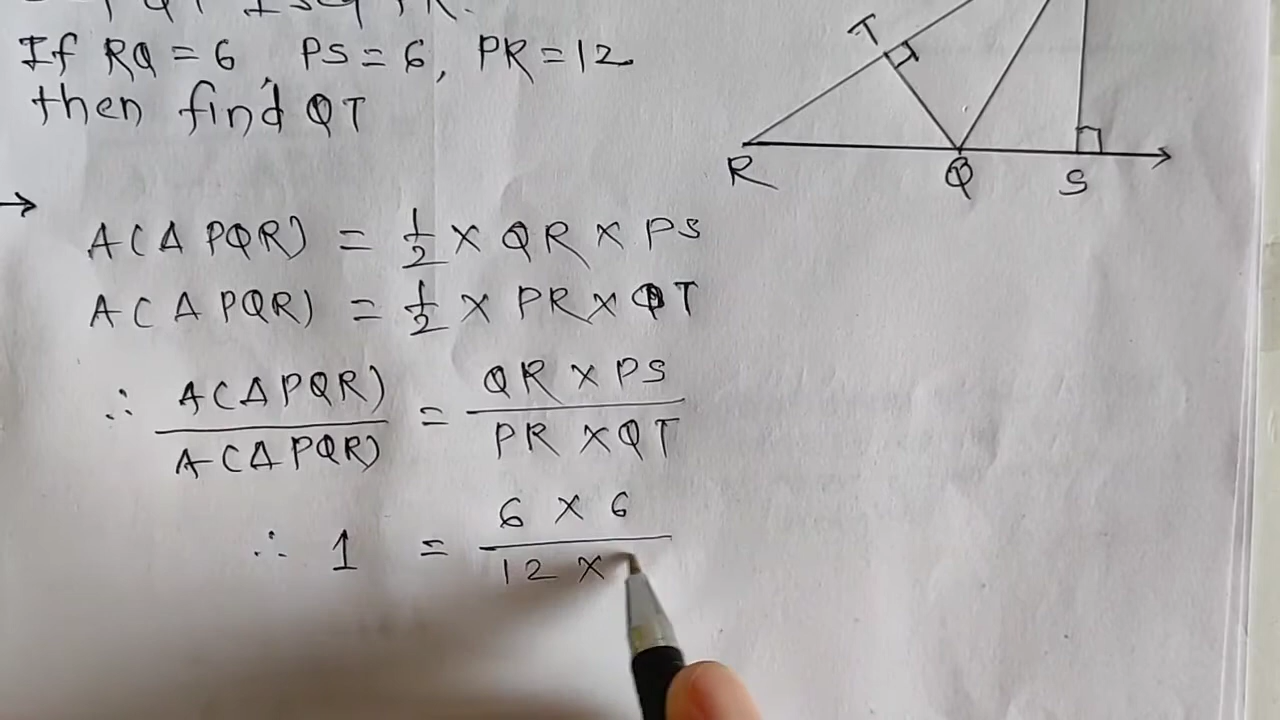 If RQ = 6, PS = 6, PR = 12
then find QT
T
R
Q
S
→
A(Δ PQR) = 1/2 × QR × PS
A(Δ PQR) = 1/2 × PR × QT
∴ A(Δ PQR) / A(Δ PQR) = QR × PS / PR × QT
∴ 1 = 6 × 6 / 12 ×